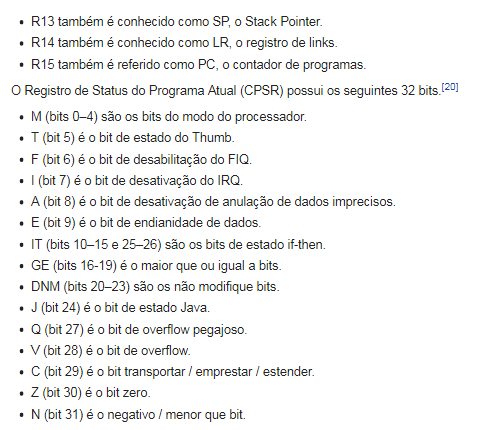 • R13 também é conhecido como SP, o Stack Pointer.
• R14 também é conhecido como LR, o registro de links.
• R15 também é referido como PC, o contador de programas.
O Registro de Status do Programa Atual (CPSR) possui os seguintes 32 bits.[20]
• M (bits 0–4) são os bits do modo do processador.
• T (bit 5) é o bit de estado do Thumb.
• F (bit 6) é o bit de desabilitação do FIQ.
• I (bit 7) é o bit de desativação do IRQ.
• A (bit 8) é o bit de desativação de anulação de dados imprecisos.
• E (bit 9) é o bit de endianidade de dados.
• IT (bits 10–15 e 25–26) são os bits de estado if-then.
• GE (bits 16-19) é o maior que ou igual a bits.
• DNM (bits 20–23) são os não modifique bits.
• J (bit 24) é o bit de estado Java.
• Q (bit 27) é o bit de overflow pegajoso.
• V (bit 28) é o bit de overflow.
• C (bit 29) é o bit transportar / emprestar / estender.
• Z (bit 30) é o bit zero.
• N (bit 31) é o negativo / menor que bit.